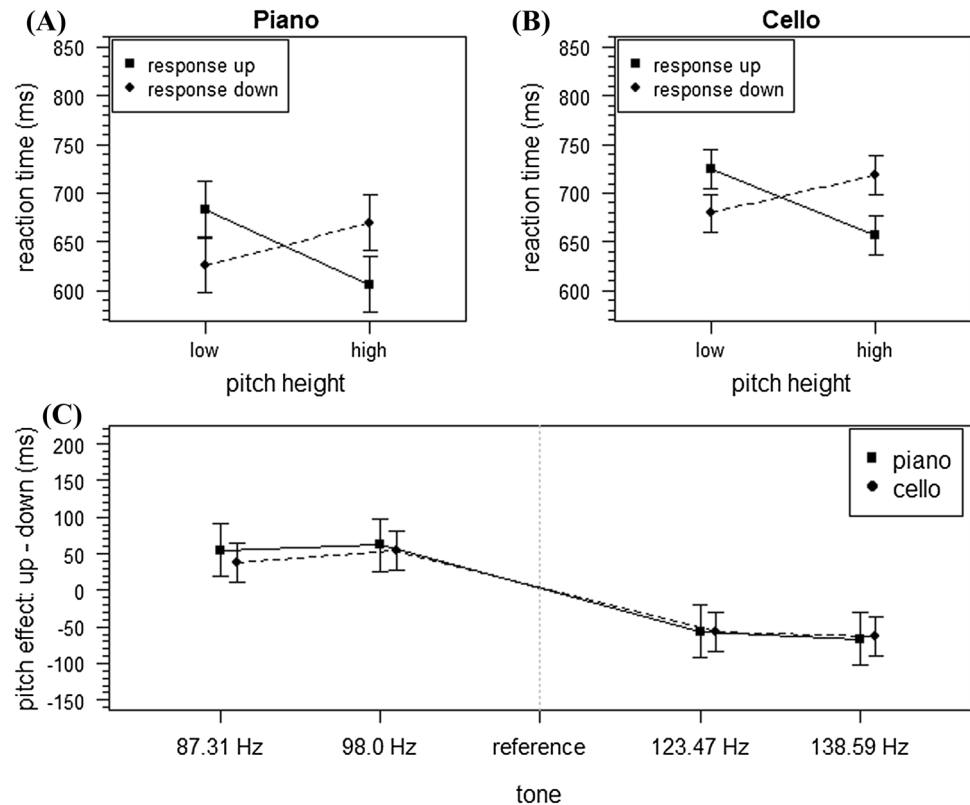 (A)
Piano
850
800
750
700
650
600
reaction time (ms)
response up
response down
low
high
pitch height
(B)
Cello
850
800
750
700
650
600
reaction time (ms)
response up
response down
low
high
pitch height
(C)
200
150
100
50
0
-50
-100
-150
pitch effect: up - down (ms)
piano
cello
87.31 Hz
98.0 Hz
reference
123.47 Hz
138.59 Hz
tone